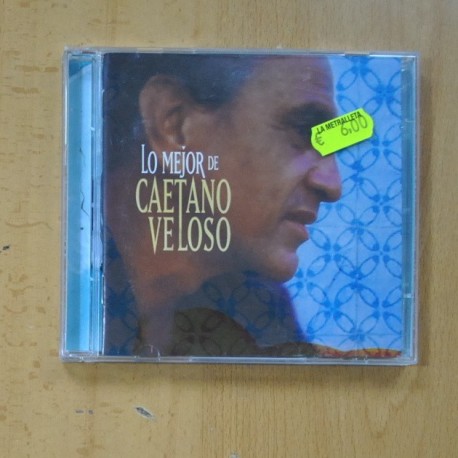 LA METRALLETA
€ 6.00
LO MEJOR DE
CAETANO
VELOSO